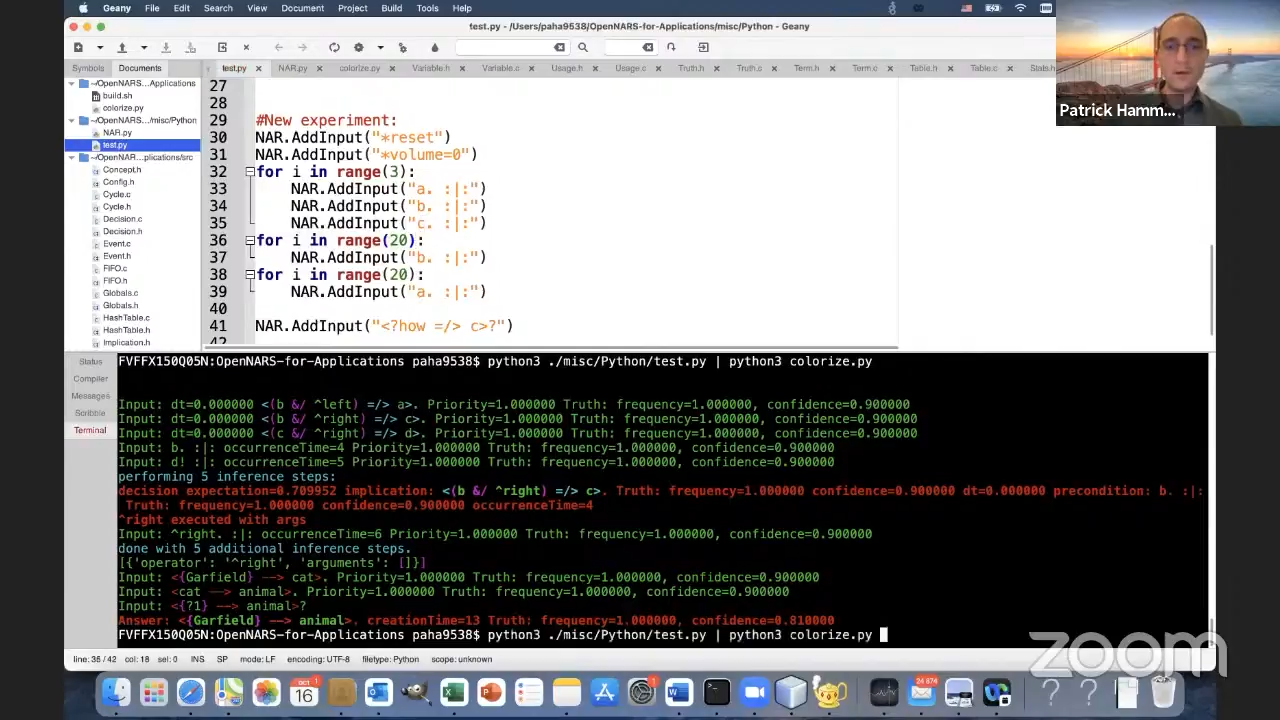 Geany File Edit Search View Document Project Build Tools Help
test.py - /Users/paha9538/OpenNARS-for-Applications/misc/Python - Geany
Symbols Documents
test.py NAR.py colorize.py Variable.h Variable.c Usage.h Usage.c Truth.h Truth.c Term.h Term.c Table.h Table.c Stats.h
~/OpenNARS...Applications
build.sh
colorize.py
~/OpenNARS.../misc/Python
NAR.py
test.py
~/OpenNAR...plications/src
Concept.h
Config.h
Cycle.c
Cycle.h
Decision.c
Decision.h
Event.c
Event.h
FIFO.c
FIFO.h
Globals.c
Globals.h
HashTable.c
HashTable.h
Implication.h
27
28
29 #New experiment:
30 NAR.AddInput("*reset")
31 NAR.AddInput("*volume=0")
32 for i in range(3):
33 NAR.AddInput("a. :|:")
34 NAR.AddInput("b. :|:")
35 NAR.AddInput("c. :|:")
36 for i in range(20):
37 NAR.AddInput("b. :|:")
38 for i in range(20):
39 NAR.AddInput("a. :|:")
40
41 NAR.AddInput("<?how =/> c>?")
42
Patrick Hamm...
Status
Compiler
Messages
Scribble
Terminal
FVFFX150Q05N:OpenNARS-for-Applications paha9538$ python3 ./misc/Python/test.py | python3 colorize.py
Input: dt=0.000000 <(b &/ ^left) =/> a>. Priority=1.000000 Truth: frequency=1.000000, confidence=0.900000
Input: dt=0.000000 <(b &/ ^right) =/> c>. Priority=1.000000 Truth: frequency=1.000000, confidence=0.900000
Input: dt=0.000000 <(c &/ ^right) =/> d>. Priority=1.000000 Truth: frequency=1.000000, confidence=0.900000
Input: b. :|: occurrenceTime=4 Priority=1.000000 Truth: frequency=1.000000, confidence=0.900000
Input: d! :|: occurrenceTime=5 Priority=1.000000 Truth: frequency=1.000000, confidence=0.900000
performing 5 inference steps:
decision expectation=0.709952 implication: <(b &/ ^right) =/> c>. Truth: frequency=1.000000 confidence=0.900000 dt=0.000000 precondition: b. :|:
Truth: frequency=1.000000 confidence=0.900000 occurrenceTime=4
^right executed with args
Input: ^right. :|: occurrenceTime=6 Priority=1.000000 Truth: frequency=1.000000, confidence=0.900000
done with 5 additional inference steps.
[{'operator': '^right', 'arguments': []}]
Input: <{Garfield} --> cat>. Priority=1.000000 Truth: frequency=1.000000, confidence=0.900000
Input: <cat --> animal>. Priority=1.000000 Truth: frequency=1.000000, confidence=0.900000
Input: <{?1} --> animal>?
Answer: <{Garfield} --> animal>. creationTime=13 Truth: frequency=1.000000, confidence=0.810000
FVFFX150Q05N:OpenNARS-for-Applications paha9538$ python3 ./misc/Python/test.py | python3 colorize.py
line: 35 / 42 col: 18 sel: 0 INS SP mode: LF encoding: UTF-8 filetype: Python scope: unknown
zoom
OCT
16
1
24 874